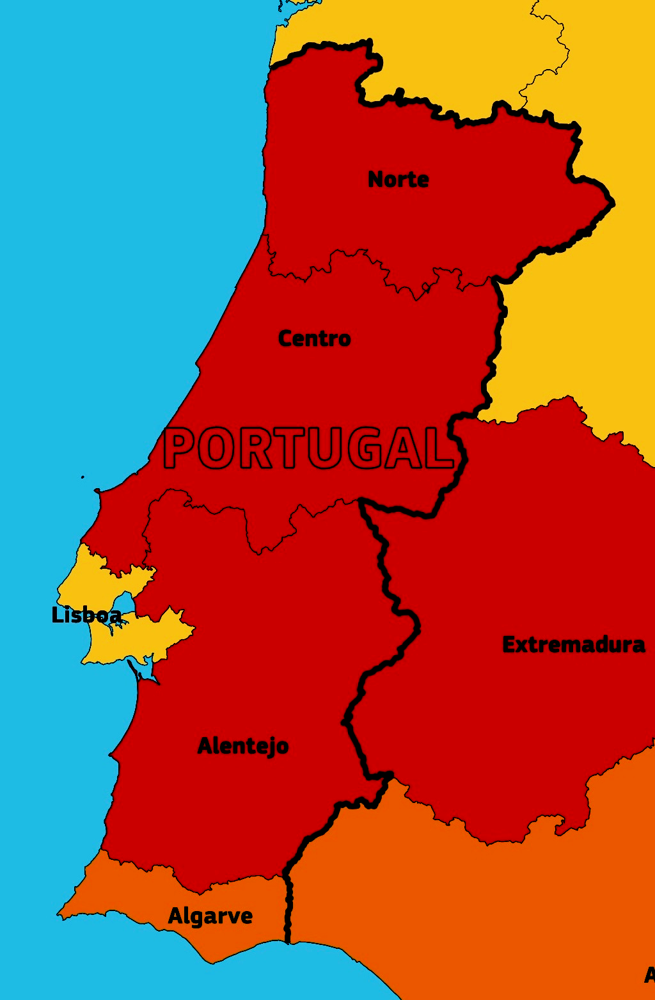 Norte
Centro
PORTUGAL
Lisboa
Extremadura
Alentejo
Algarve
A